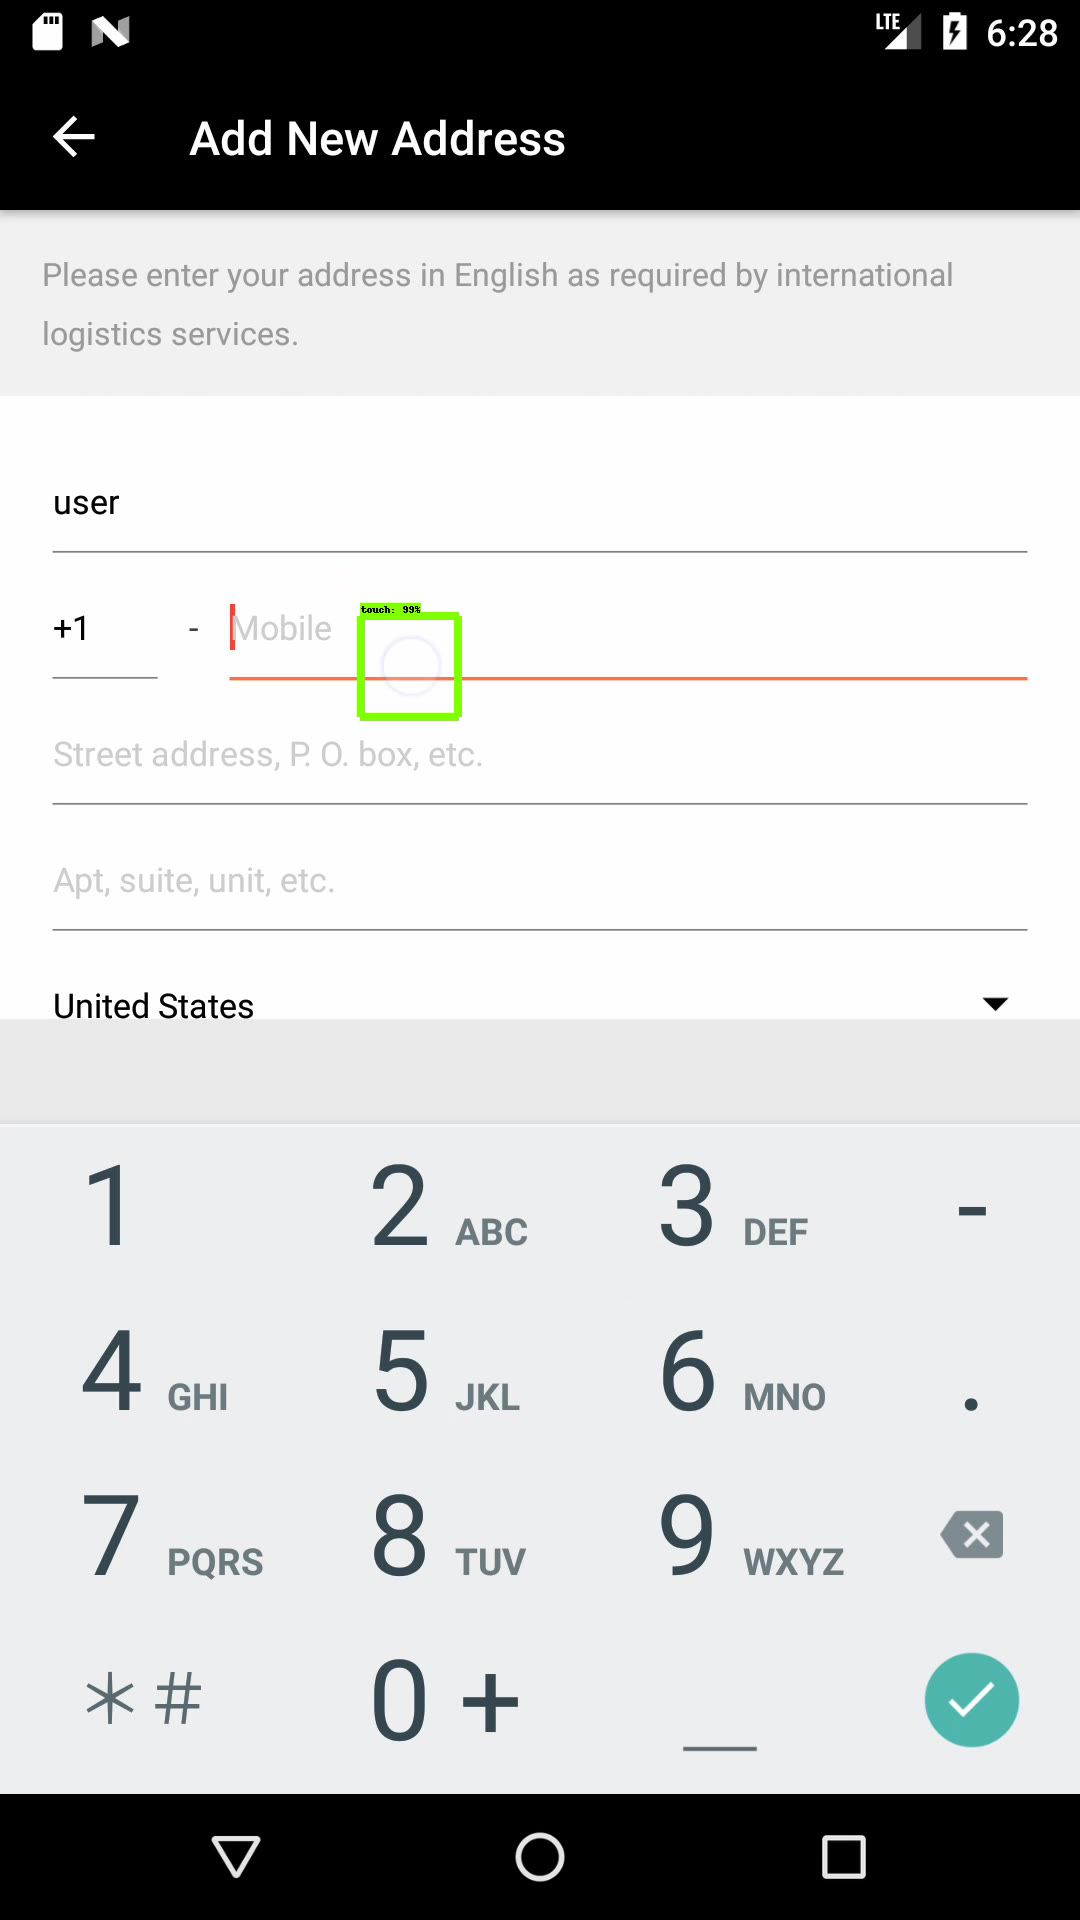 LTE 6:28
Add New Address
Please enter your address in English as required by international
logistics services.
user
touch: 99%
+1 - Mobile
Street address, P. O. box, etc.
Apt, suite, unit, etc.
United States
1 2 ABC 3 DEF -
4 GHI 5 JKL 6 MNO .
7 PQRS 8 TUV 9 WXYZ
* # 0 + _